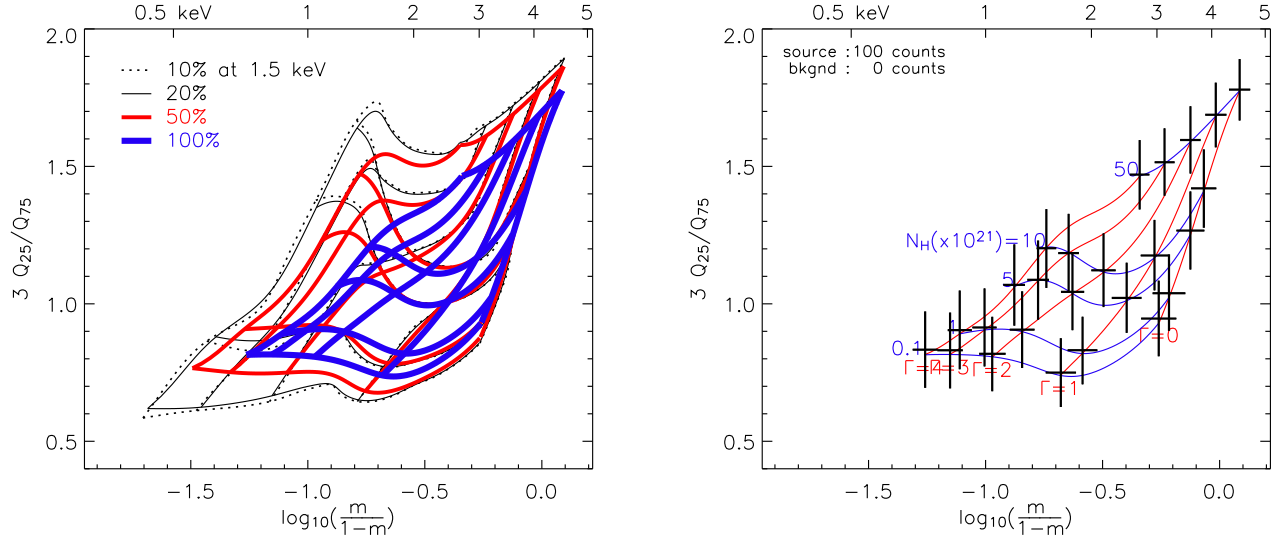 0.5 keV 1 2 3 4 5
2.0
1.5
1.0
0.5
3 Q25/Q75
10% at 1.5 keV
20%
50%
100%
−1.5 −1.0 −0.5 0.0
log10(m/1−m)
0.5 keV 1 2 3 4 5
2.0
1.5
1.0
0.5
3 Q25/Q75
source :100 counts
bkgnd : 0 counts
50
NH(x10^21)=10
5
1
0.1
Γ=4 Γ=3 Γ=2 Γ=1 Γ=0
−1.5 −1.0 −0.5 0.0
log10(m/1−m)